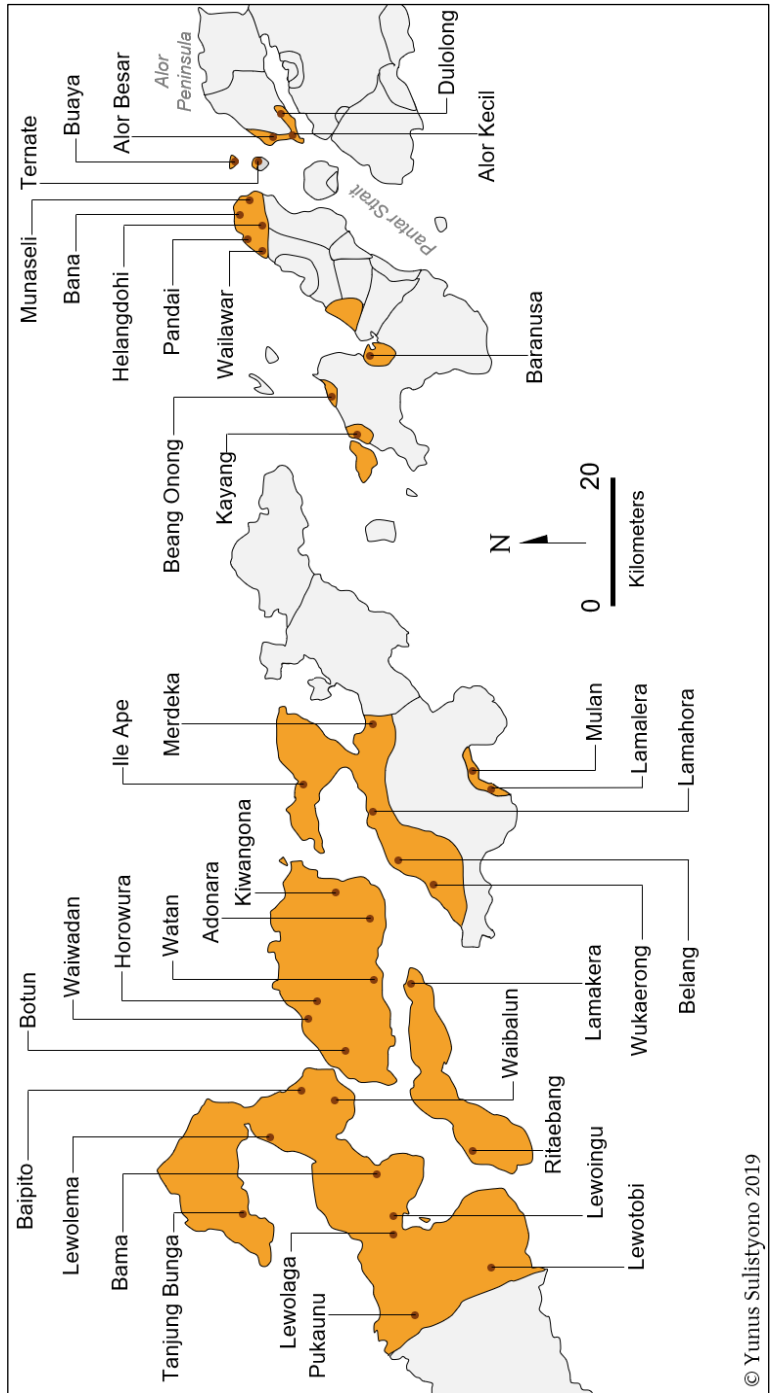 Baipito
Lewolema
Bama
Tanjung Bunga
Lewolaga
Pukaunu
Botun
Waiwadan
Horowura
Watan
Adonara
Kiwangona
Ile Ape
Merdeka
Beang Onong
Kayang
Munaseli
Bana
Helangdohi
Pandai
Wailawar
Ternate
Buaya
Alor Besar
Alor
Peninsula
Pantar Strait
Dulolong
Alor Kecil
Baranusa
N
0 20
Kilometers
Mulan
Lamalera
Lamahora
Belang
Wukaerong
Lamakera
Waibalun
Ritaebang
Lewoingu
Lewotobi
© Yunus Sulistyono 2019